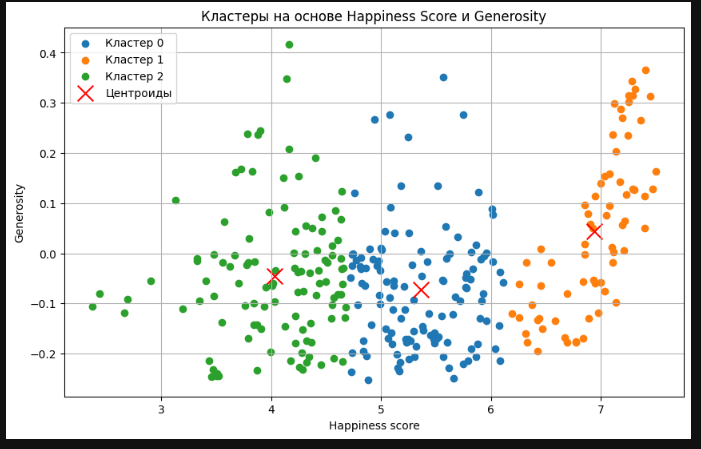 Кластеры на основе Happiness Score и Generosity
Кластер 0
Кластер 1
Кластер 2
Центроиды
Generosity
0.4
0.3
0.2
0.1
0.0
−0.1
−0.2
3 4 5 6 7
Happiness score